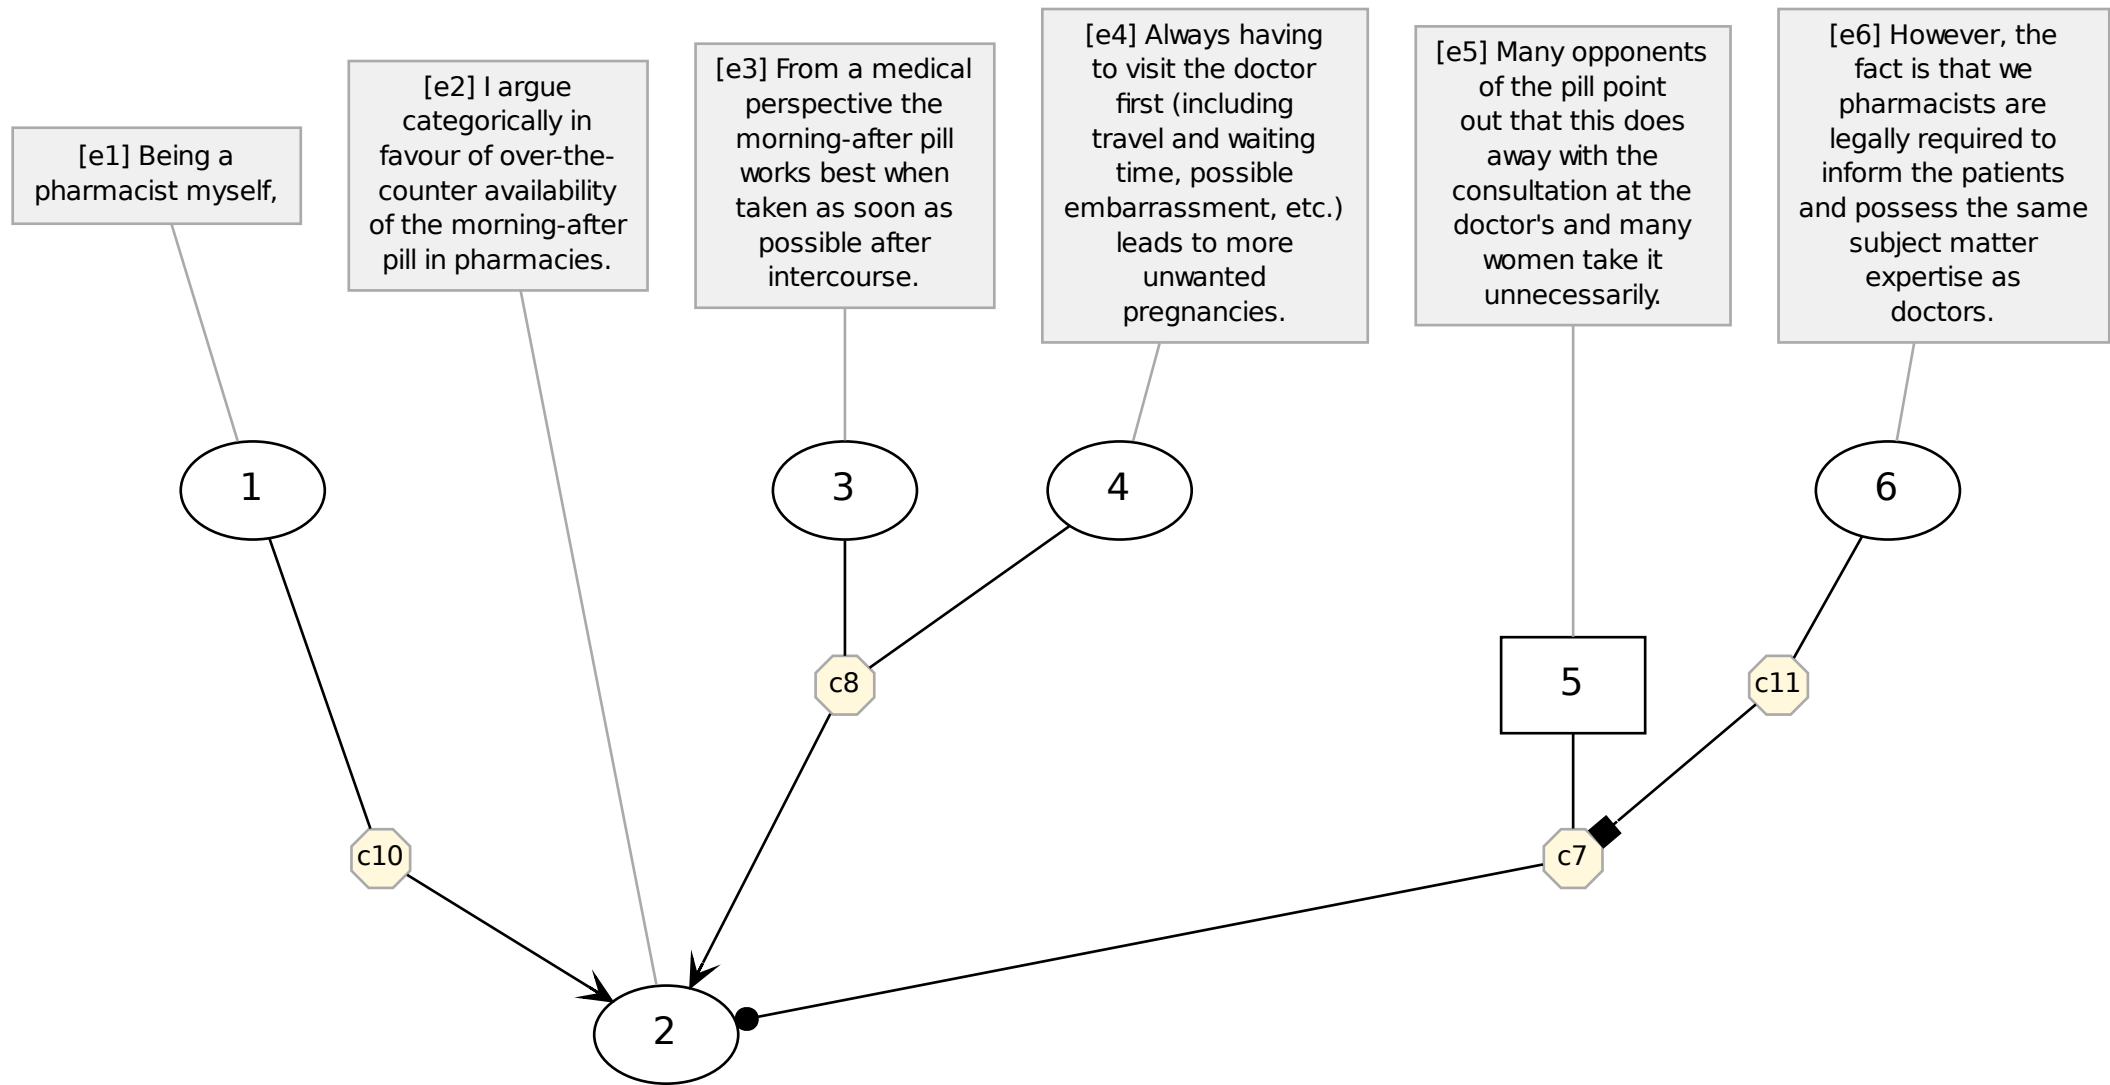 [e1] Being a
pharmacist myself,
[e2] I argue
categorically in
favour of over-the-
counter availability
of the morning-after
pill in pharmacies.
[e3] From a medical
perspective the
morning-after pill
works best when
taken as soon as
possible after
intercourse.
[e4] Always having
to visit the doctor
first (including
travel and waiting
time, possible
embarrassment, etc.)
leads to more
unwanted
pregnancies.
[e5] Many opponents
of the pill point
out that this does
away with the
consultation at the
doctor's and many
women take it
unnecessarily.
[e6] However, the
fact is that we
pharmacists are
legally required to
inform the patients
and possess the same
subject matter
expertise as
doctors.
1
3
4
6
c8
5
c11
c10
c7
2